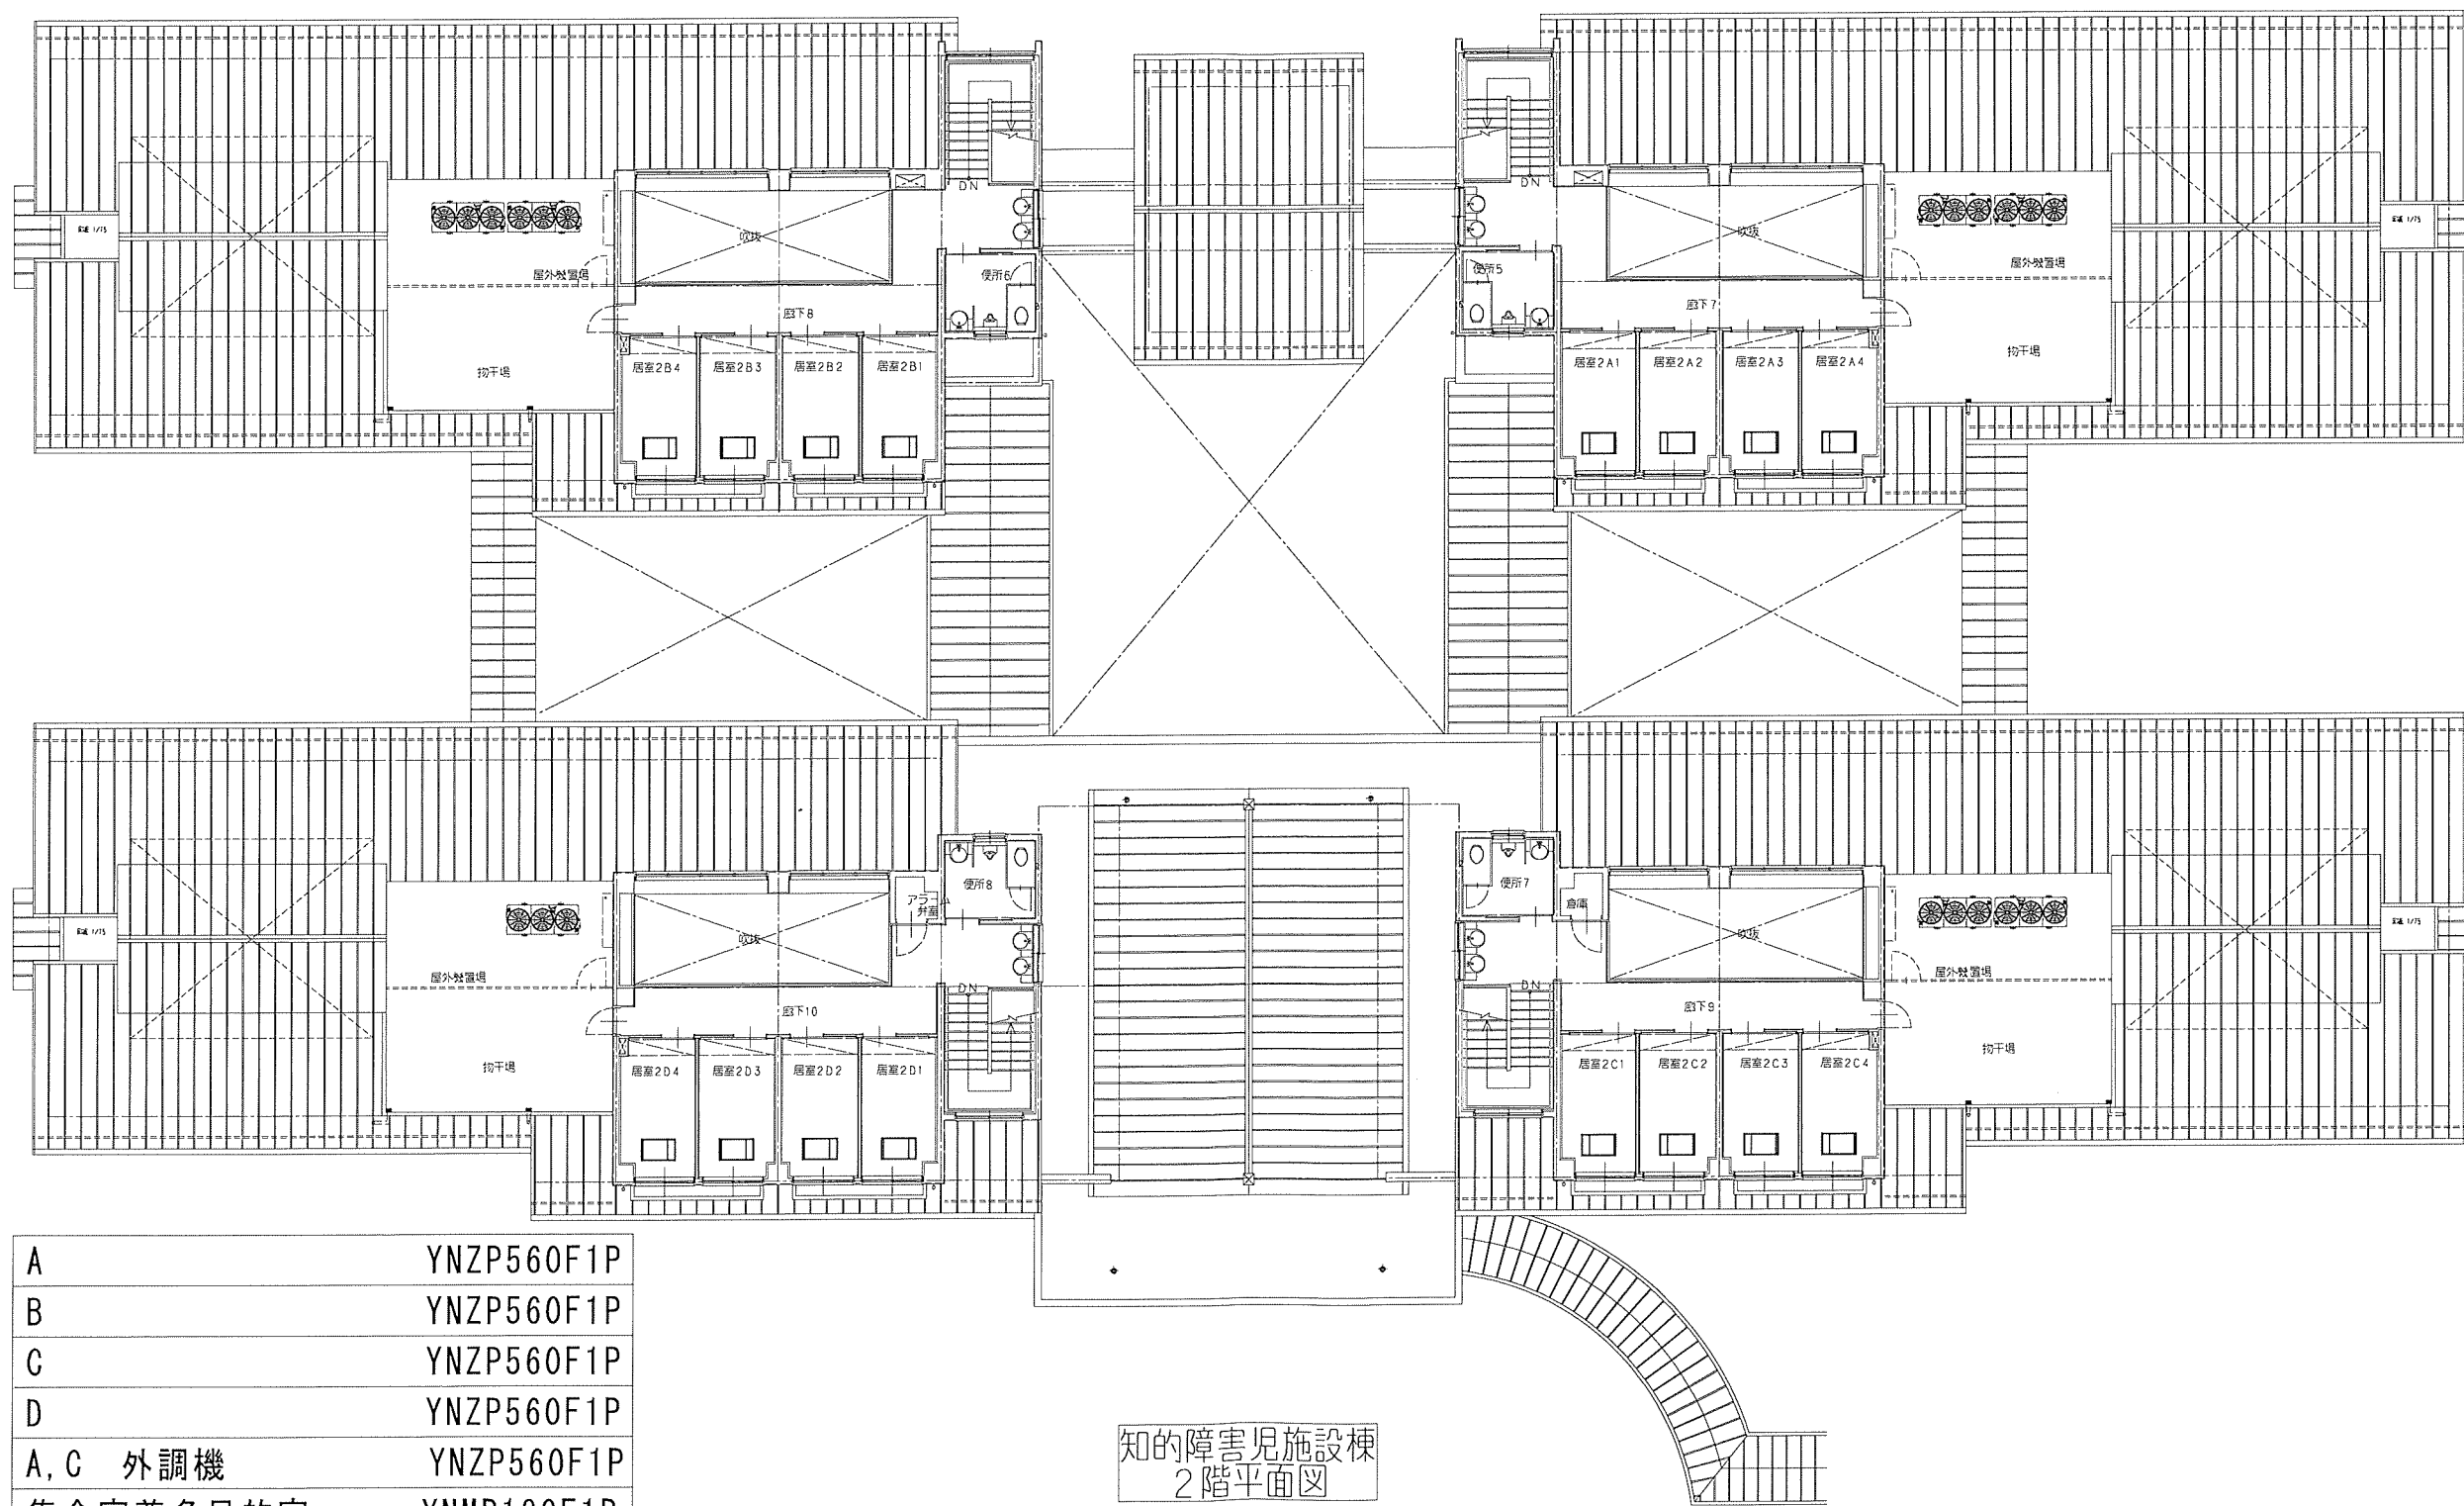 DN
DN
吹抜
吹抜
屋外機置場
便所6
便所5
屋外機置場
廊下8
廊下7
物干場
居室2B4
居室2B3
居室2B2
居室2B1
居室2A1
居室2A2
居室2A3
居室2A4
物干場
アラーム
弁室
便所8
便所7
倉庫
吹抜
吹抜
屋外機置場
DN
DN
屋外機置場
廊下10
廊下9
物干場
居室2D4
居室2D3
居室2D2
居室2D1
居室2C1
居室2C2
居室2C3
居室2C4
物干場
A YNZP560F1P
B YNZP560F1P
C YNZP560F1P
D YNZP560F1P
A,C 外調機 YNZP560F1P
知的障害児施設棟
2階平面図